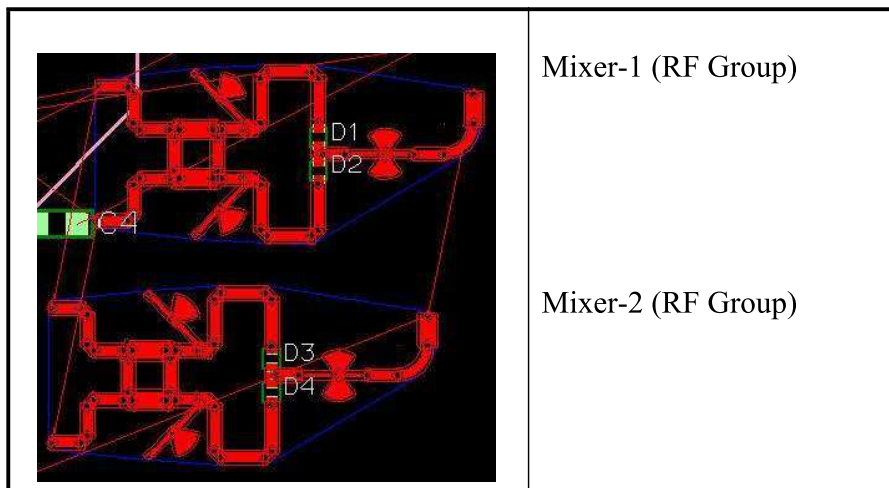 Mixer-1 (RF Group)
D1
D2
C4
Mixer-2 (RF Group)
D3
D4